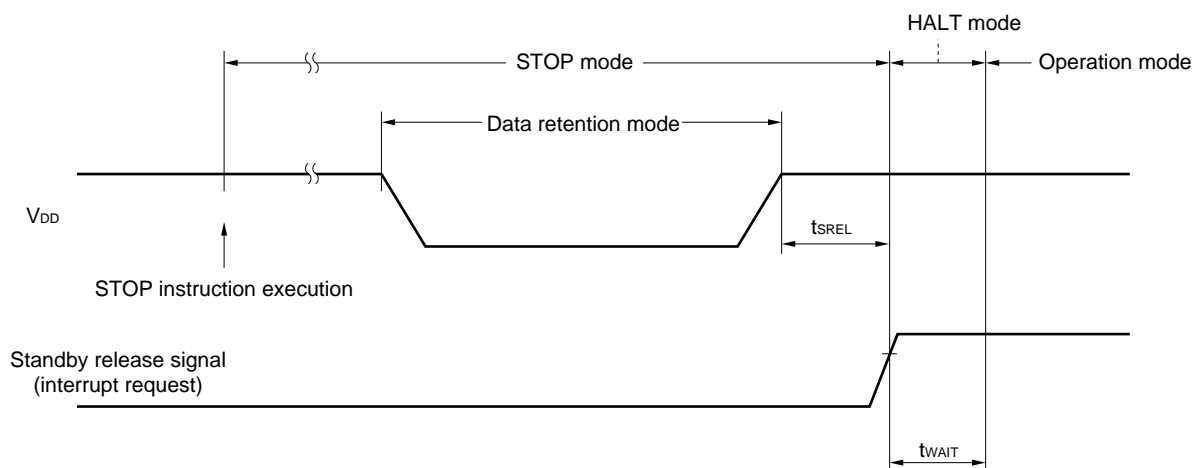 HALT mode
STOP mode
Operation mode
Data retention mode
VDD
tSREL
STOP instruction execution
Standby release signal
(interrupt request)
tWAIT